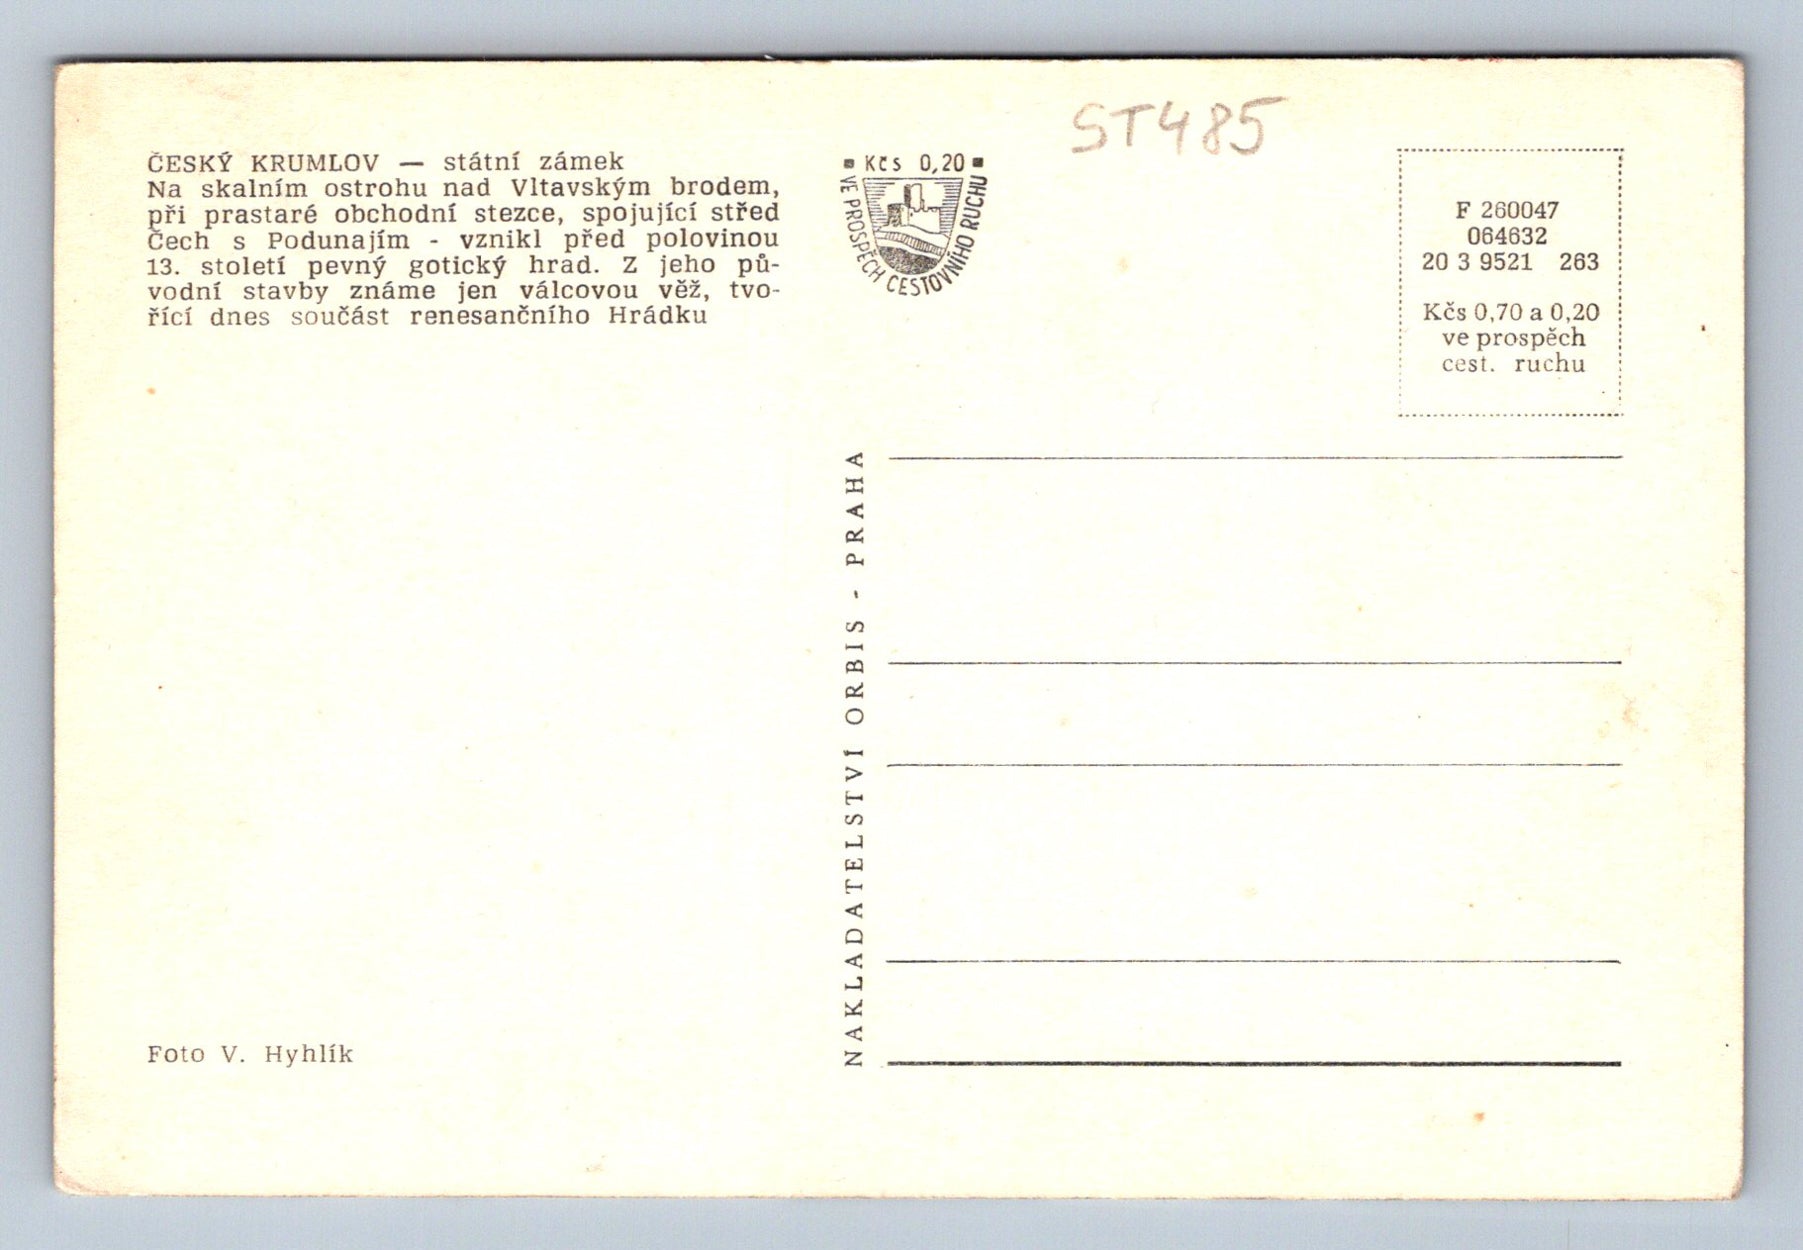 ČESKÝ KRUMLOV — státní zámek
Na skalním ostrohu nad Vltavským brodem,
při prastaré obchodní stezce, spojující střed
Čech s Podunajím - vznikl před polovinou
13. století pevný gotický hrad. Z jeho pů-
vodní stavby známe jen válcovou věž, tvo-
řící dnes součást renesančního Hrádku
Foto V. Hyhlík
Kčs 0,20
VE PROSPĚCH CESTOVNÍHO RUCHU
NAKLADATELSTVÍ ORBIS - PRAHA
ST485
F 260047
064632
20 3 9521 263
Kčs 0,70 a 0,20
ve prospěch
cest. ruchu